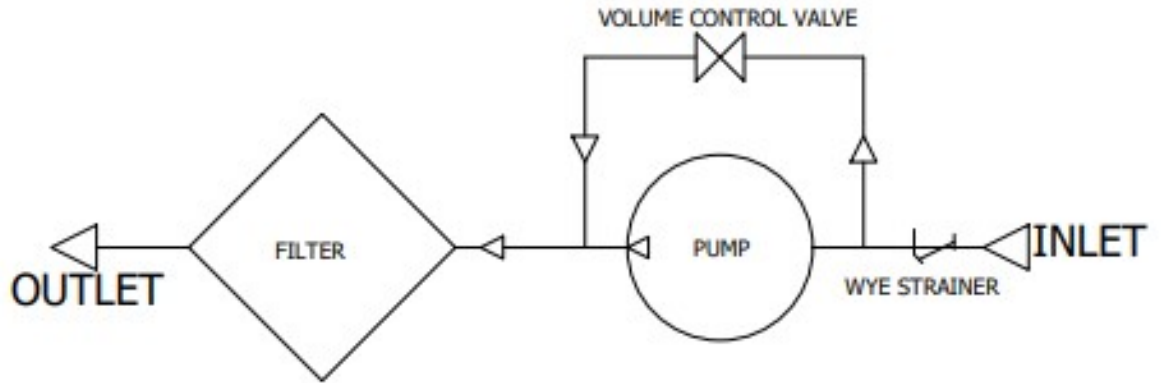 VOLUME CONTROL VALVE
FILTER
PUMP
INLET
WYE STRAINER
OUTLET